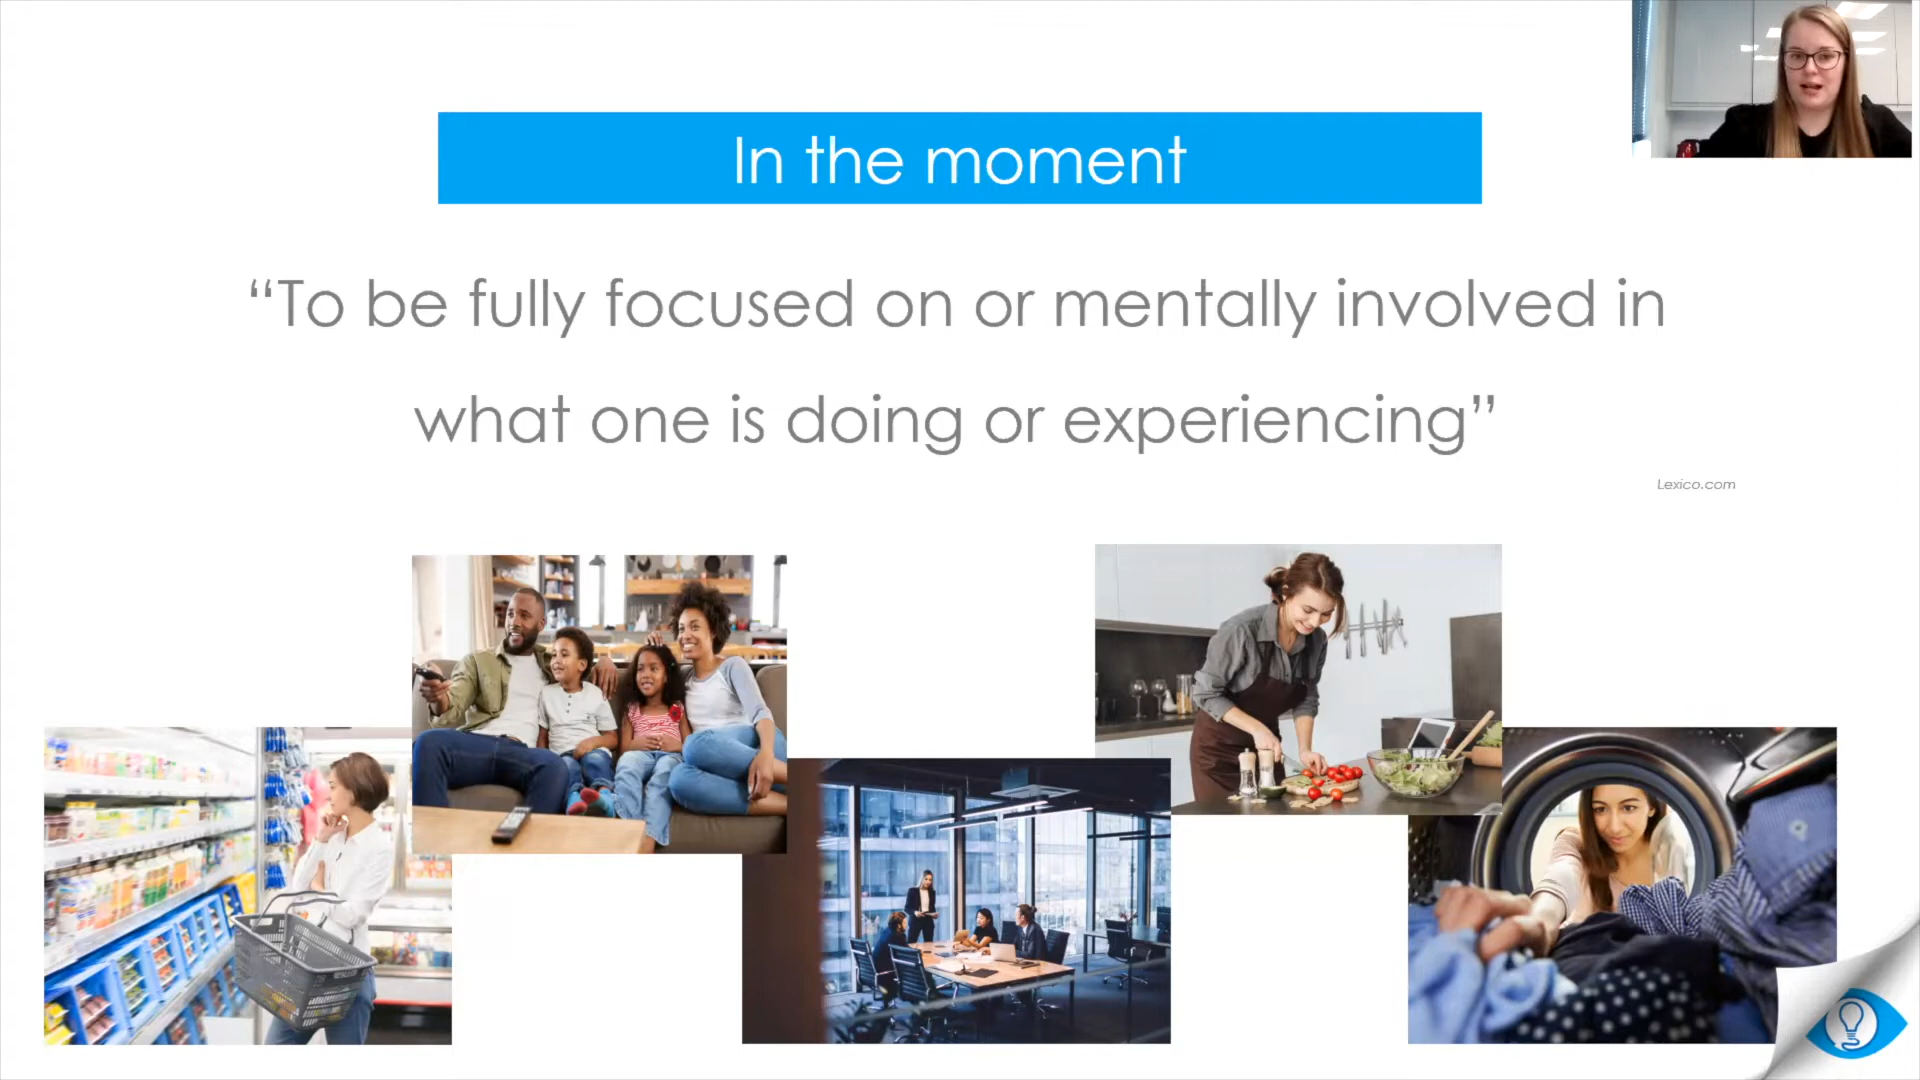 In the moment
“To be fully focused on or mentally involved in
what one is doing or experiencing”
Lexico.com